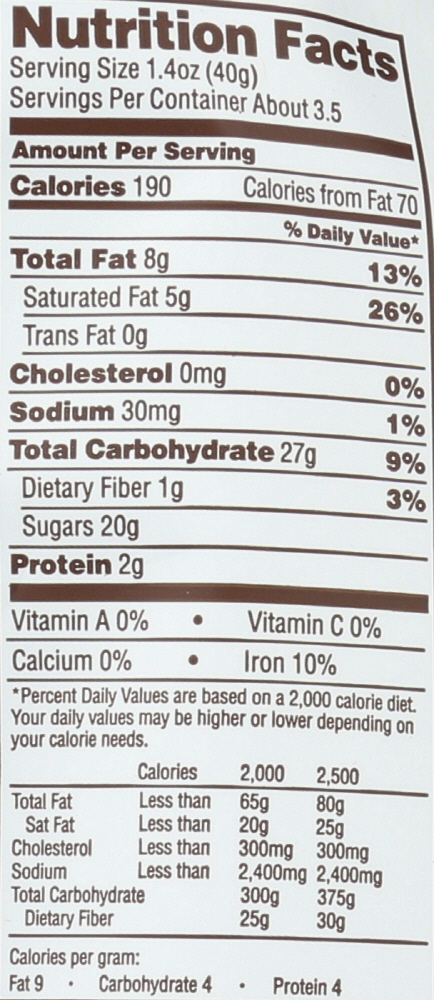 Nutrition Facts
Serving Size 1.4oz (40g)
Servings Per Container About 3.5
Amount Per Serving
Calories 190 Calories from Fat 70
% Daily Value*
Total Fat 8g 13%
Saturated Fat 5g 26%
Trans Fat 0g
Cholesterol 0mg 0%
Sodium 30mg 1%
Total Carbohydrate 27g 9%
Dietary Fiber 1g 3%
Sugars 20g
Protein 2g
Vitamin A 0% • Vitamin C 0%
Calcium 0% • Iron 10%
*Percent Daily Values are based on a 2,000 calorie diet.
Your daily values may be higher or lower depending on
your calorie needs.
Calories 2,000 2,500
Total Fat Less than 65g 80g
Sat Fat Less than 20g 25g
Cholesterol Less than 300mg 300mg
Sodium Less than 2,400mg 2,400mg
Total Carbohydrate 300g 375g
Dietary Fiber 25g 30g
Calories per gram:
Fat 9 • Carbohydrate 4 • Protein 4